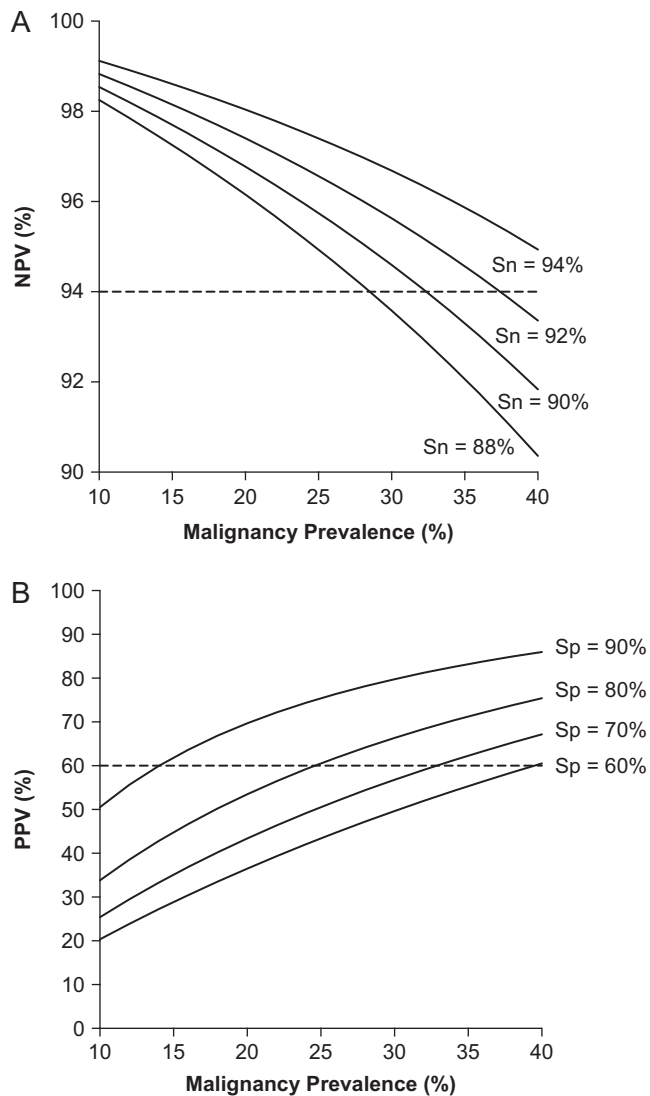 A
100
98
96
94
92
90
NPV (%)
Sn = 94%
Sn = 92%
Sn = 90%
Sn = 88%
10 15 20 25 30 35 40
Malignancy Prevalence (%)
B
100
90
80
70
60
50
40
30
20
10
0
PPV (%)
Sp = 90%
Sp = 80%
Sp = 70%
Sp = 60%
10 15 20 25 30 35 40
Malignancy Prevalence (%)